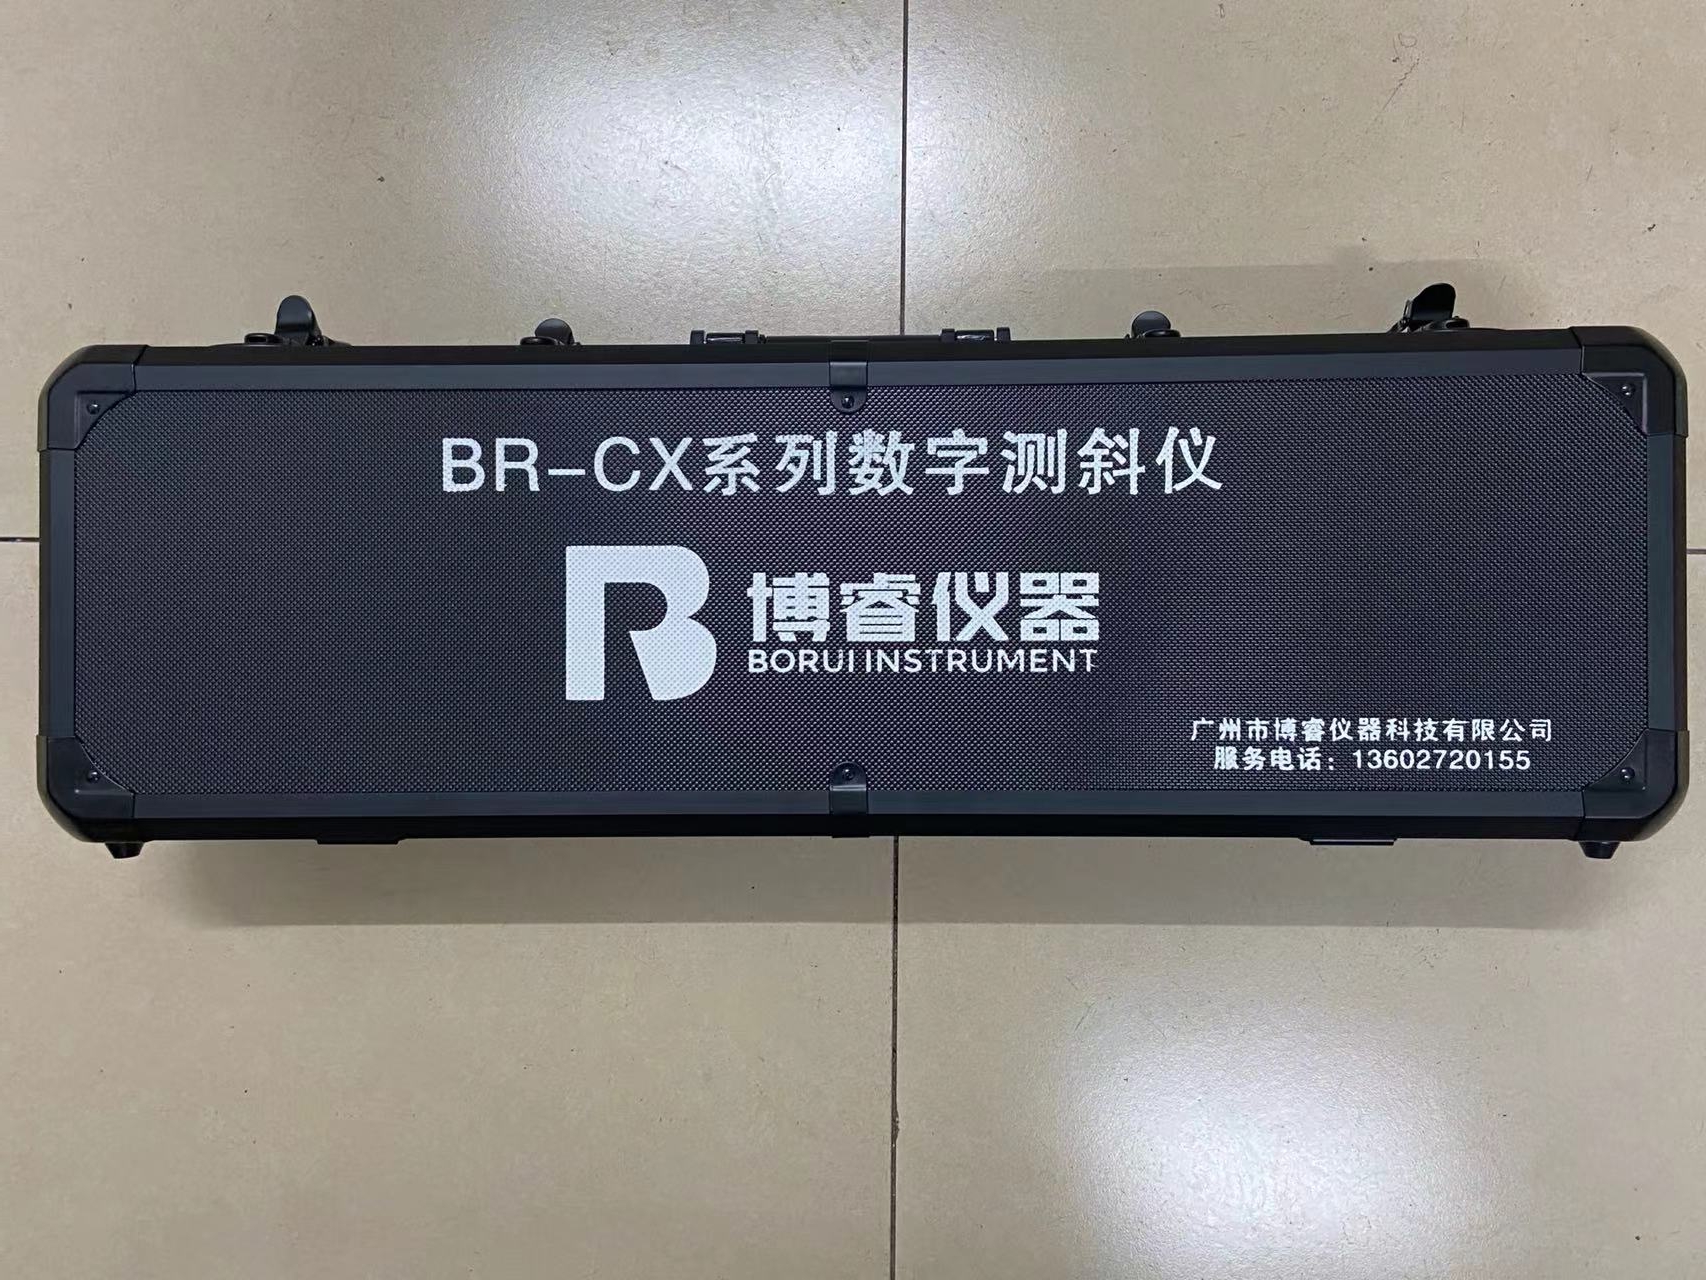 BR-CX系列数字测斜仪
博睿仪器
BORUI INSTRUMENT
广州市博睿仪器科技有限公司
服务电话：13602720155